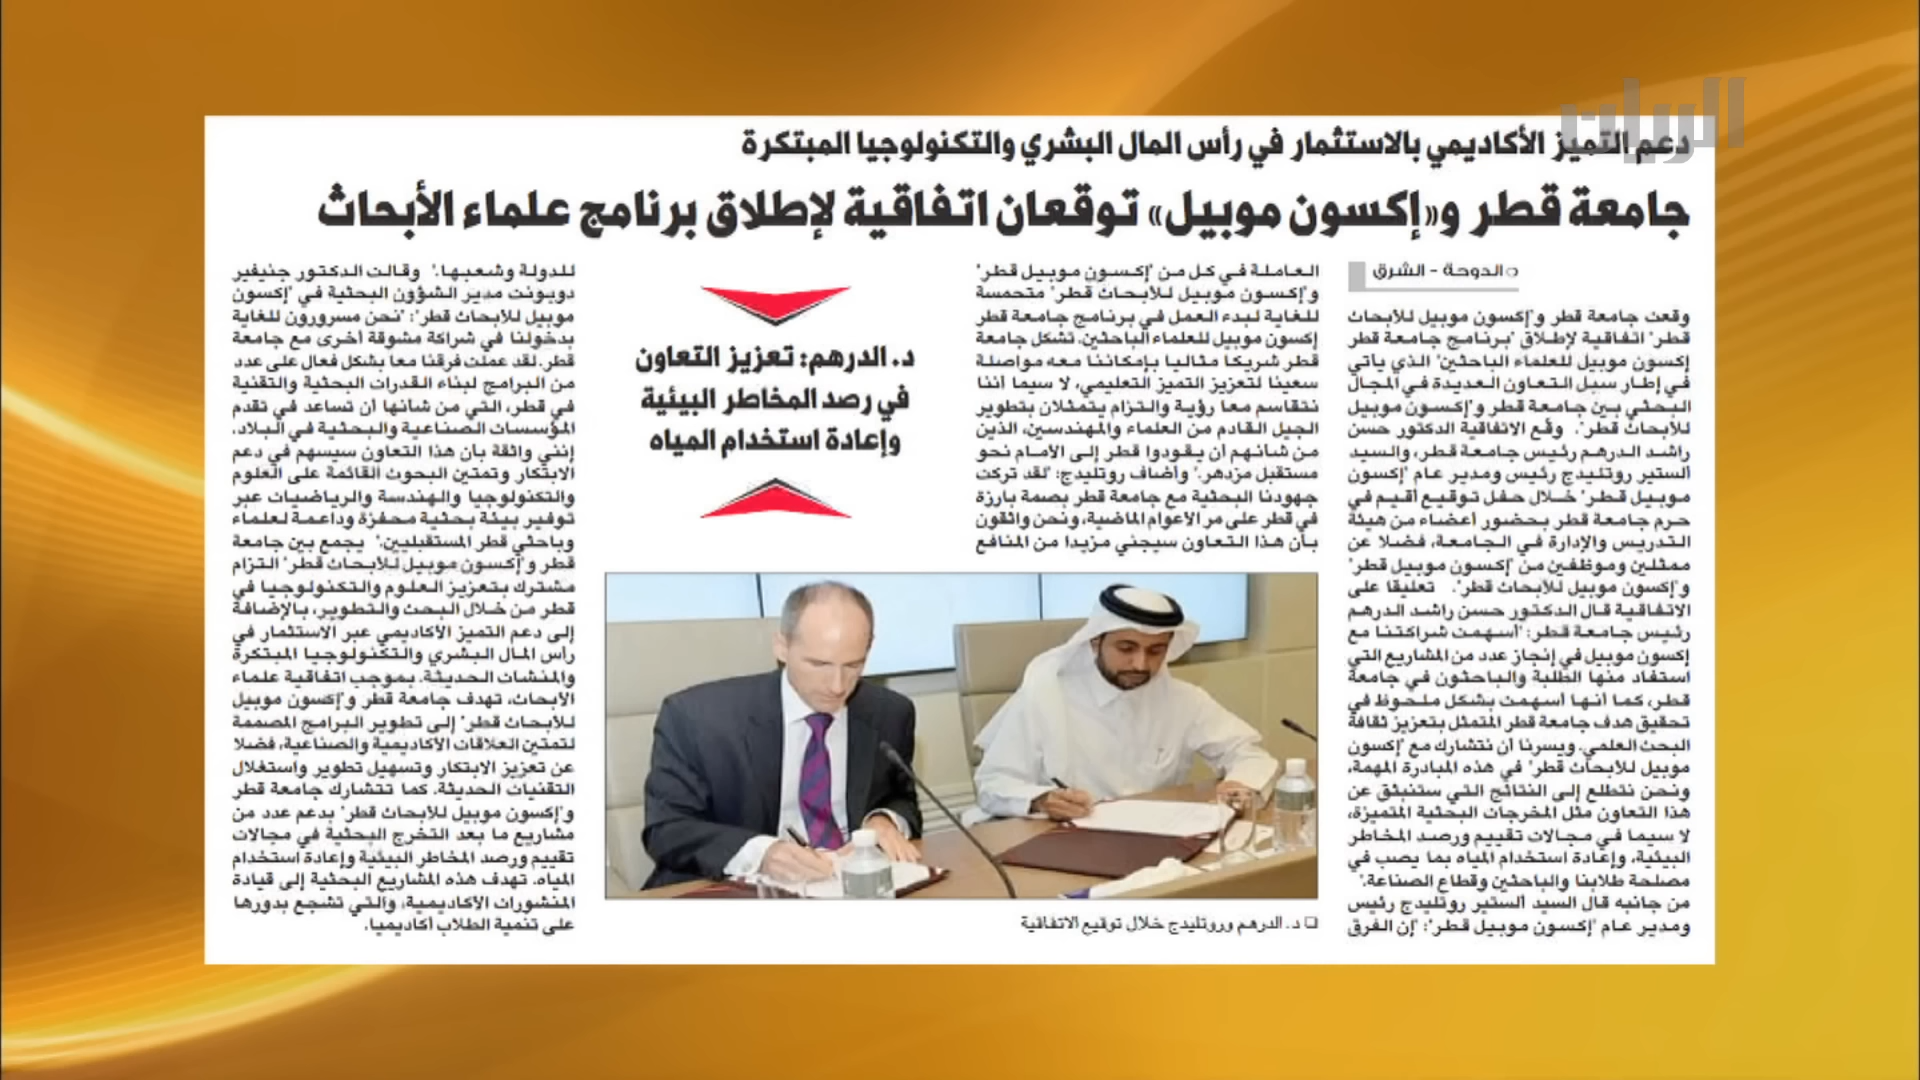 الريان
دعم التميز الأكاديمي بالاستثمار في رأس المال البشري والتكنولوجيا المبتكرة
جامعة قطر و«إكسون موبيل» توقعان اتفاقية لإطلاق برنامج علماء الأبحاث
الدوحة - الشرق
وقعت جامعة قطر و"إكسون موبيل للأبحاث
قطر" اتفاقية لإطلاق "برنامج جامعة قطر
إكسون موبيل للعلماء الباحثين" الذي يأتي
في إطار سبل التعاون العديدة في المجال
البحثي بين جامعة قطر و"إكسون موبيل
للأبحاث قطر". وقّع الاتفاقية الدكتور حسن
راشد الدرهم رئيس جامعة قطر، والسيد
ألستير روتليدج رئيس ومدير عام "إكسون
موبيل قطر" خلال حفل توقيع أقيم في
حرم جامعة قطر بحضور أعضاء من هيئة
التدريس والإدارة في الجامعة، فضلا عن
ممثلين وموظفين من "إكسون موبيل قطر"
و"إكسون موبيل للأبحاث قطر". تعليقا على
الاتفاقية قال الدكتور حسن راشد الدرهم
رئيس جامعة قطر: "أسهمت شراكتنا مع
إكسون موبيل في إنجاز عدد من المشاريع التي
استفاد منها الطلبة والباحثون في جامعة
قطر، كما أنها أسهمت بشكل ملحوظ في
تحقيق هدف جامعة قطر المتمثل بتعزيز ثقافة
البحث العلمي. ويسرنا أن نتشارك مع "إكسون
موبيل للأبحاث قطر" في هذه المبادرة المهمة،
ونحن نتطلع إلى النتائج التي ستنبثق عن
هذا التعاون مثل المخرجات البحثية المتميزة،
لا سيما في مجالات تقييم ورصد المخاطر
البيئية، وإعادة استخدام المياه بما يصب في
مصلحة طلابنا والباحثين وقطاع الصناعة."
من جانبه قال السيد ألستير روتليدج رئيس
ومدير عام "إكسون موبيل قطر": "إن الفرق
العاملة في كل من "إكسون موبيل قطر"
و"إكسون موبيل للأبحاث قطر" متحمسة
للغاية لبدء العمل في برنامج جامعة قطر
إكسون موبيل للعلماء الباحثين. تشكل جامعة
قطر شريكا مثاليا بإمكاننا معه مواصلة
سعينا لتعزيز التميز التعليمي، لا سيما أننا
نتقاسم معا رؤية والتزام يتمثلان بتطوير
الجيل القادم من العلماء والمهندسين، الذين
من شأنهم أن يقودوا قطر إلى الأمام نحو
مستقبل مزدهر." وأضاف روتليدج: "لقد تركت
جهودنا البحثية مع جامعة قطر بصمة بارزة
في قطر على مر الأعوام الماضية، ونحن واثقون
بأن هذا التعاون سيجني مزيدا من المنافع
د. الدرهم: تعزيز التعاون
في رصد المخاطر البيئية
وإعادة استخدام المياه
د. الدرهم وروتليدج خلال توقيع الاتفاقية
للدولة وشعبها." وقالت الدكتور جنيفير
دوبونت مدير الشؤون البحثية في "إكسون
موبيل للأبحاث قطر": "نحن مسرورون للغاية
بدخولنا في شراكة مشوقة أخرى مع جامعة
قطر. لقد عملت فرقنا معا بشكل فعال على عدد
من البرامج لبناء القدرات البحثية والتقنية
في قطر، التي من شأنها أن تساعد في تقدم
المؤسسات الصناعية والبحثية في البلاد.
إنني واثقة بأن هذا التعاون سيسهم في دعم
الابتكار وتمتين البحوث القائمة على العلوم
والتكنولوجيا والهندسة والرياضيات عبر
توفير بيئة بحثية محفزة وداعمة لعلماء
وباحثي قطر المستقبليين." يجمع بين جامعة
قطر و"إكسون موبيل للأبحاث قطر" التزام
مشترك بتعزيز العلوم والتكنولوجيا في
قطر من خلال البحث والتطوير، بالإضافة
إلى دعم التميز الأكاديمي عبر الاستثمار في
رأس المال البشري والتكنولوجيا المبتكرة
والمنشآت الحديثة. بموجب اتفاقية علماء
الأبحاث، تهدف جامعة قطر و"إكسون موبيل
للأبحاث قطر" إلى تطوير البرامج المصممة
لتمتين العلاقات الأكاديمية والصناعية، فضلا
عن تعزيز الابتكار وتسهيل تطوير واستغلال
التقنيات الحديثة. كما تتشارك جامعة قطر
و"إكسون موبيل للأبحاث قطر" بدعم عدد من
مشاريع ما بعد التخرج البحثية في مجالات
تقييم ورصد المخاطر البيئية وإعادة استخدام
المياه. تهدف هذه المشاريع البحثية إلى قيادة
المنشورات الأكاديمية، والتي تشجع بدورها
على تنمية الطلاب أكاديميا.